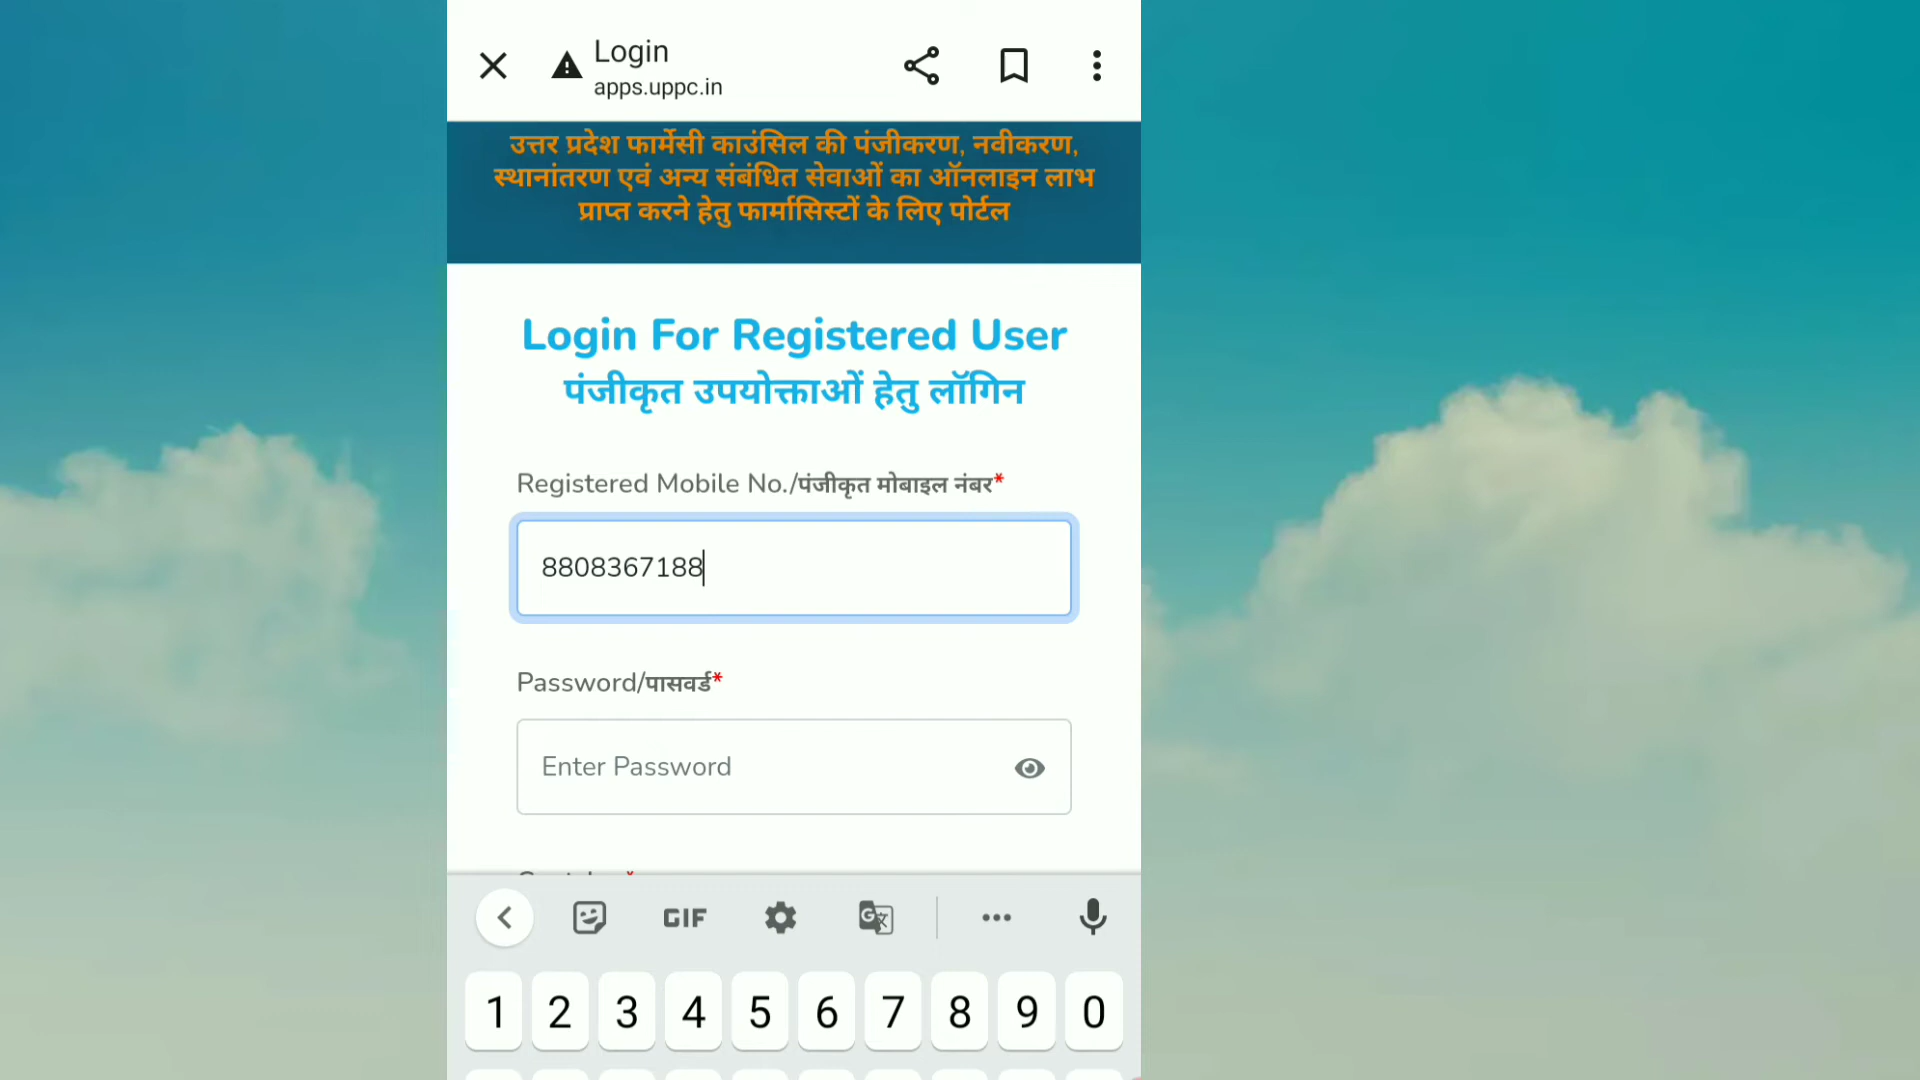 Login
apps.uppc.in
उत्तर प्रदेश फार्मेसी काउंसिल की पंजीकरण, नवीकरण,
स्थानांतरण एवं अन्य संबंधित सेवाओं का ऑनलाइन लाभ
प्राप्त करने हेतु फार्मासिस्टों के लिए पोर्टल
Login For Registered User
पंजीकृत उपयोक्ताओं हेतु लॉगिन
Registered Mobile No./पंजीकृत मोबाइल नंबर*
8808367188
Password/पासवर्ड*
Enter Password
GIF
1 2 3 4 5 6 7 8 9 0